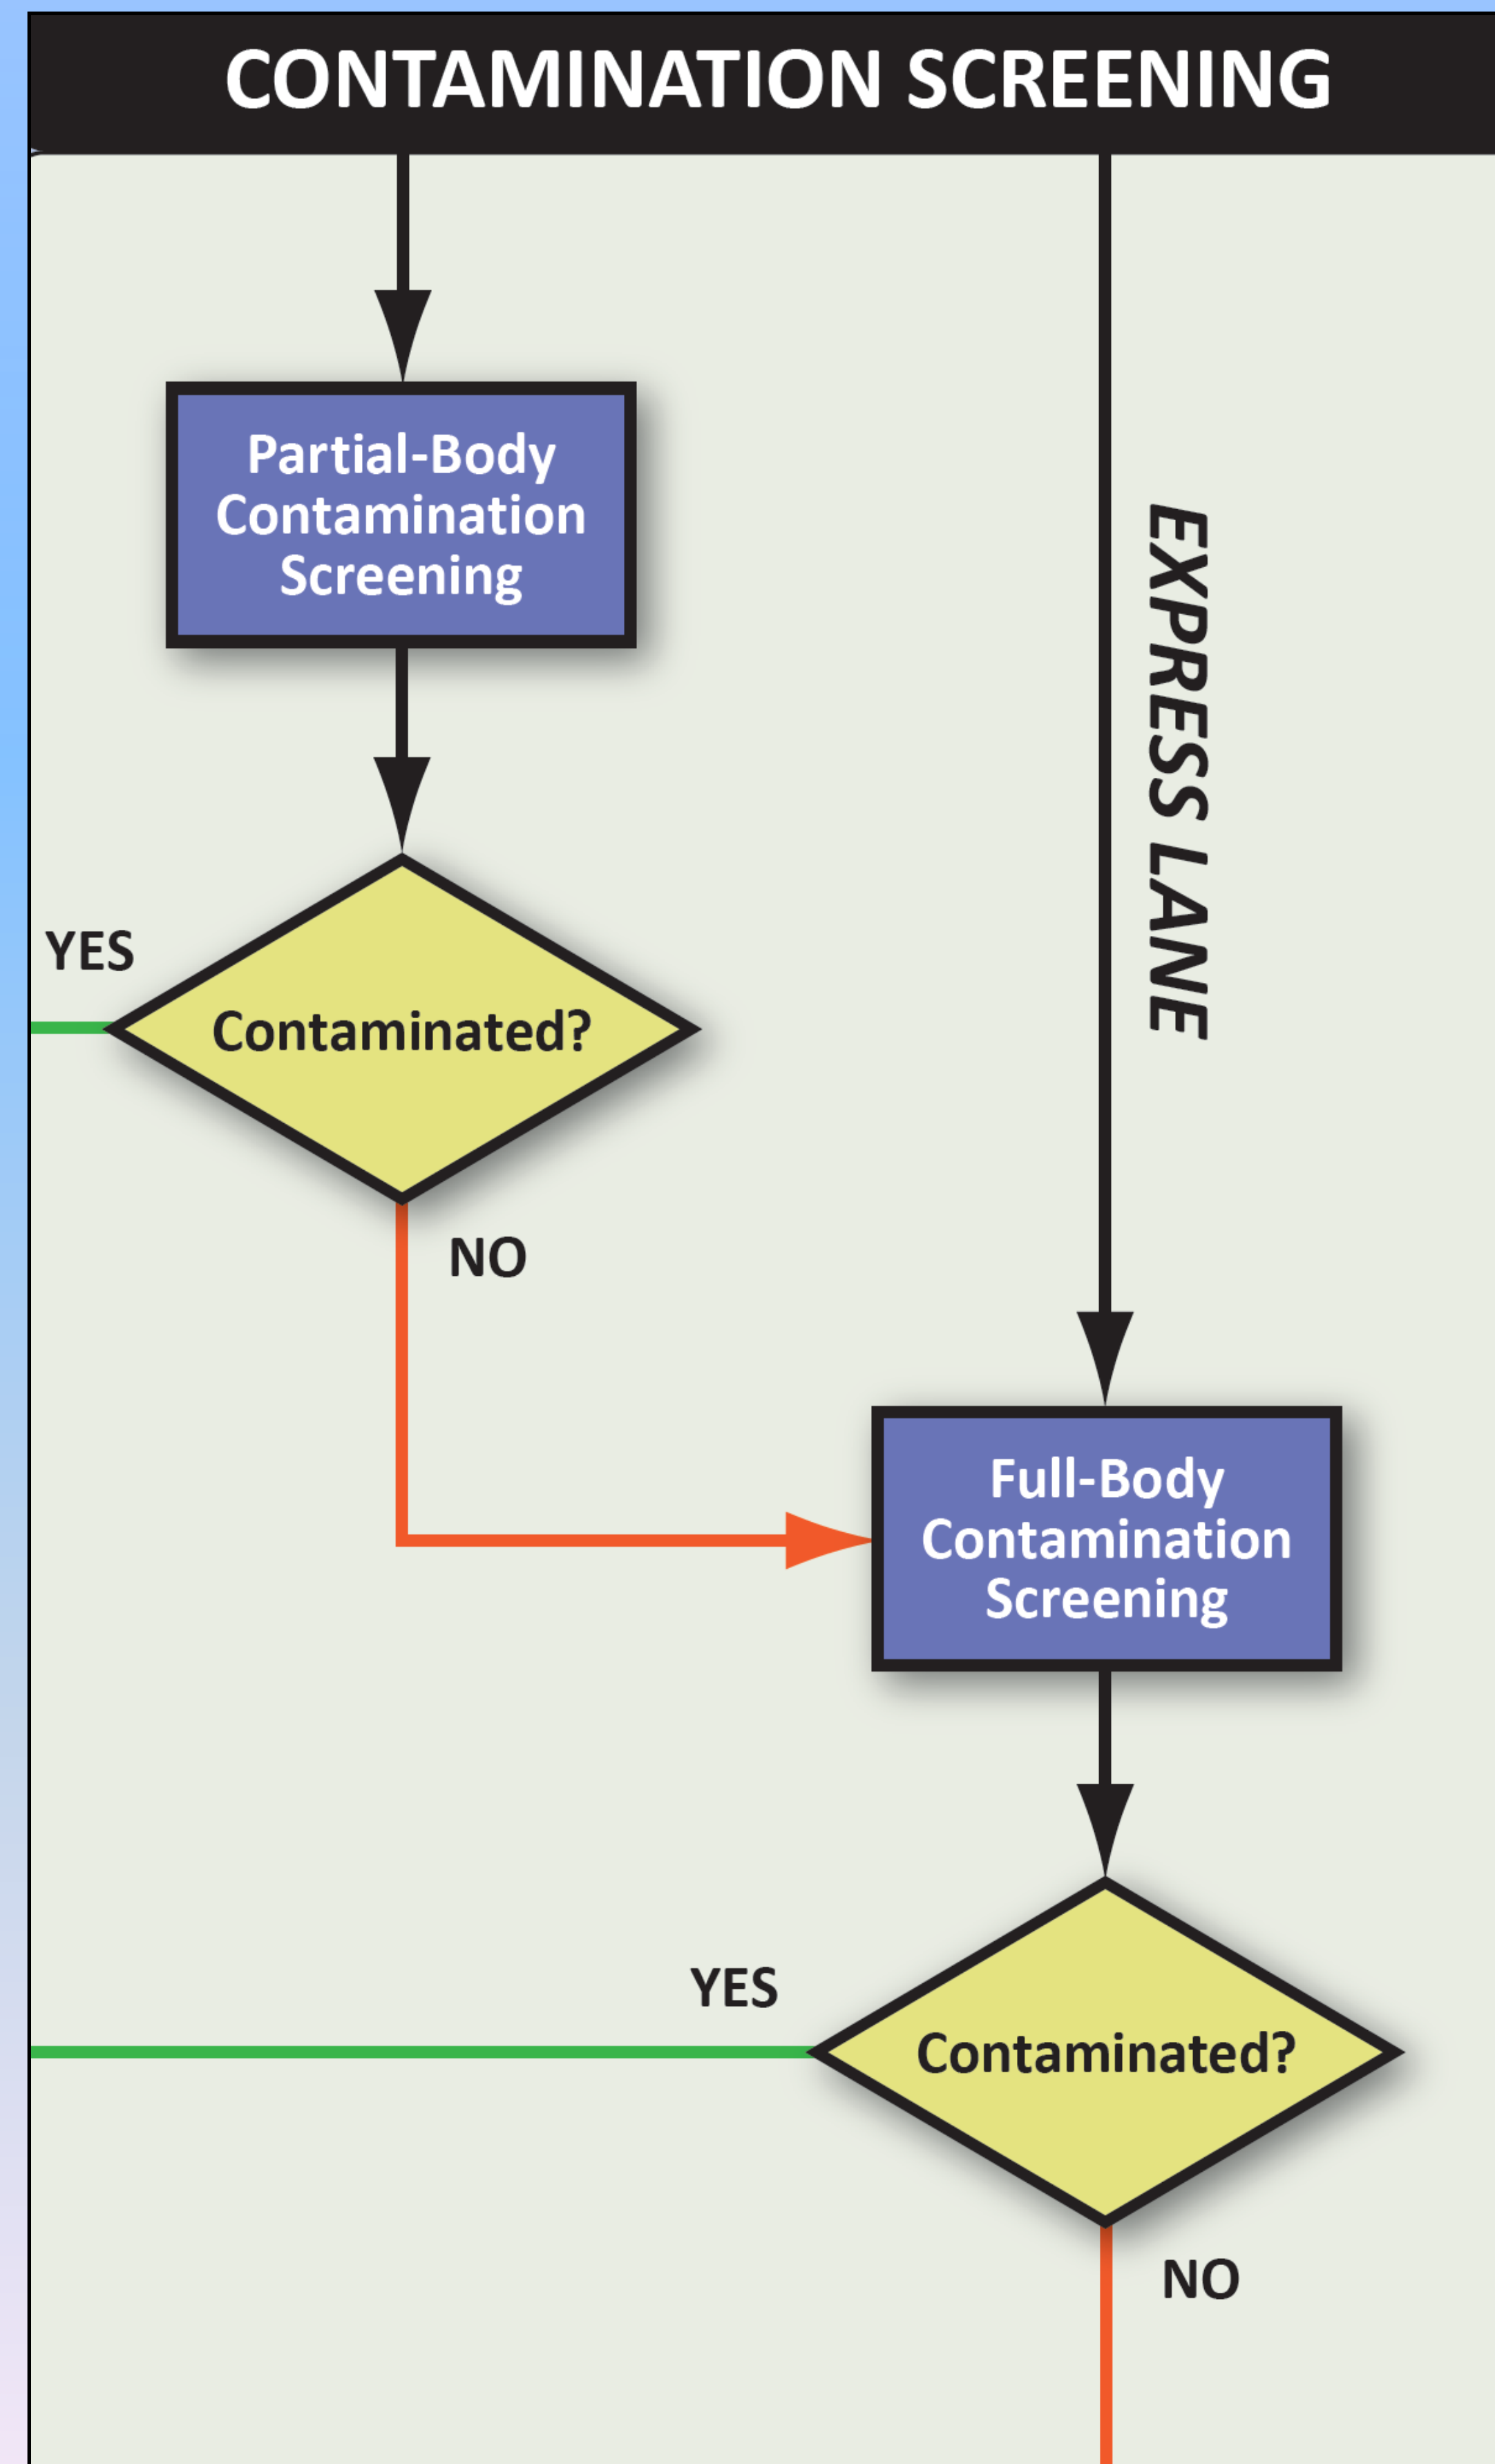 CONTAMINATION SCREENING
Partial-Body
Contamination
Screening
EXPRESS LANE
YES
Contaminated?
NO
Full-Body
Contamination
Screening
YES
Contaminated?
NO